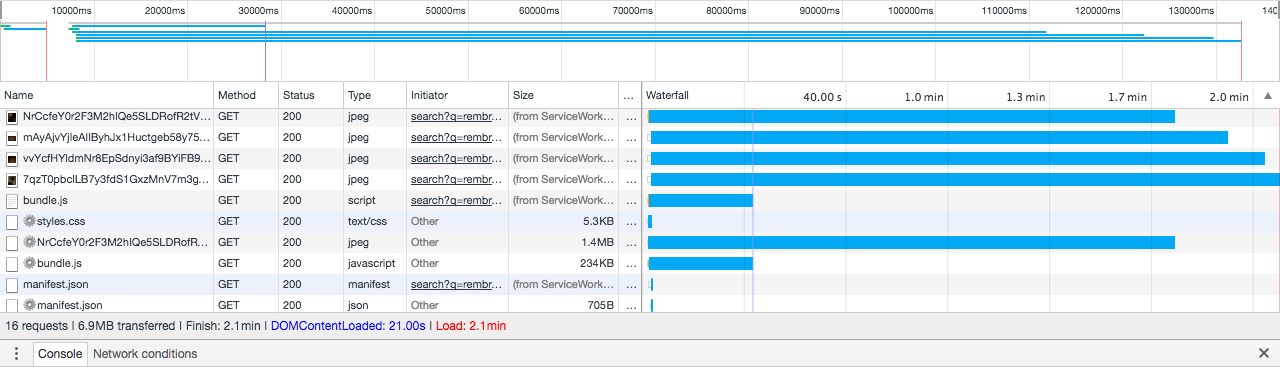 10000ms 20000ms 30000ms 40000ms 50000ms 60000ms 70000ms 80000ms 90000ms 100000ms 110000ms 120000ms 130000ms 140
Name Method Status Type Initiator Size ... Waterfall 40.00 s 1.0 min 1.3 min 1.7 min 2.0 min ▲
NrCcfeY0r2F3M2hIQe5SLDRofR2tV... GET 200 jpeg search?q=rembr... (from ServiceWork... ...
mAyAjvYjleAIIByhJx1Huctgeb58y75... GET 200 jpeg search?q=rembr... (from ServiceWork... ...
vvYcfHYldmNr8EpSdnyi3af9BYiFB9... GET 200 jpeg search?q=rembr... (from ServiceWork... ...
7qzT0pbclLB7y3fdS1GxzMnV7m3g... GET 200 jpeg search?q=rembr... (from ServiceWork... ...
bundle.js GET 200 script search?q=rembr... (from ServiceWork... ...
styles.css GET 200 text/css Other 5.3KB ...
NrCcfeY0r2F3M2hIQe5SLDRofR... GET 200 jpeg Other 1.4MB ...
bundle.js GET 200 javascript Other 234KB ...
manifest.json GET 200 manifest search?q=rembr... (from ServiceWork... ...
manifest.json GET 200 json Other 705B ...
16 requests | 6.9MB transferred | Finish: 2.1min | DOMContentLoaded: 21.00s | Load: 2.1min
Console Network conditions